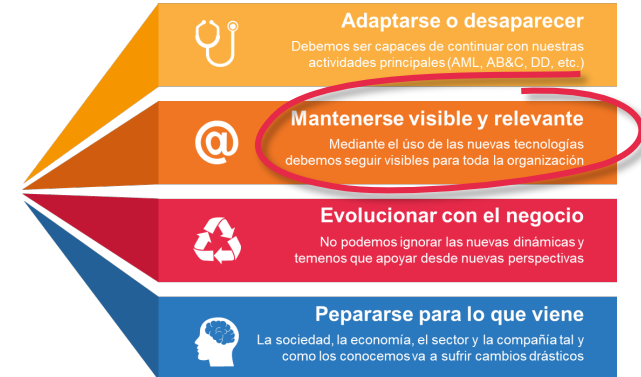 Adaptarse o desaparecer
Debemos ser capaces de continuar con nuestras
actividades principales (AML, AB&C, DD, etc.)
@
Mantenerse visible y relevante
Mediante el úso de las nuevas tecnologías
debemos seguir visibles para toda la organización
Evolucionar con el negocio
No podemos ignorar las nuevas dinámicas y
temenos que apoyar desde nuevas perspectivas
Pepararse para lo que viene
La sociedad, la economía, el sector y la compañía tal y
como los conocemos va a sufrir cambios drásticos